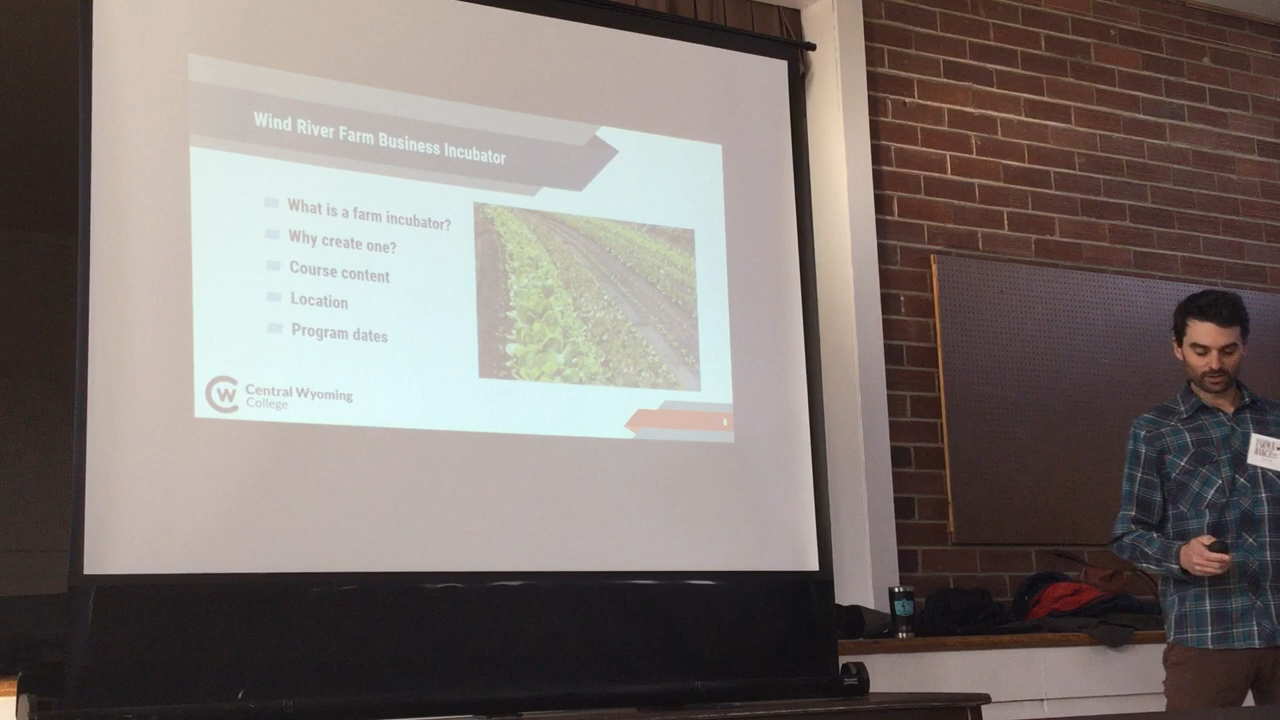 Wind River Farm Business Incubator
What is a farm incubator?
Why create one?
Course content
Location
Program dates
CW
Central Wyoming
College